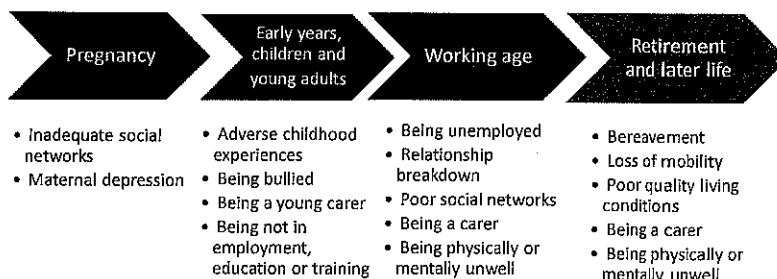 Pregnancy
Early years,
children and
young adults
Working age
Retirement
and later life
• Inadequate social
networks
• Maternal depression
• Adverse childhood
experiences
• Being bullied
• Being a young carer
• Being not in
employment,
education or training
• Being unemployed
• Relationship
breakdown
• Poor social networks
• Being a carer
• Being physically or
mentally unwell
• Bereavement
• Loss of mobility
• Poor quality living
conditions
• Being a carer
• Being physically or
mentally unwell